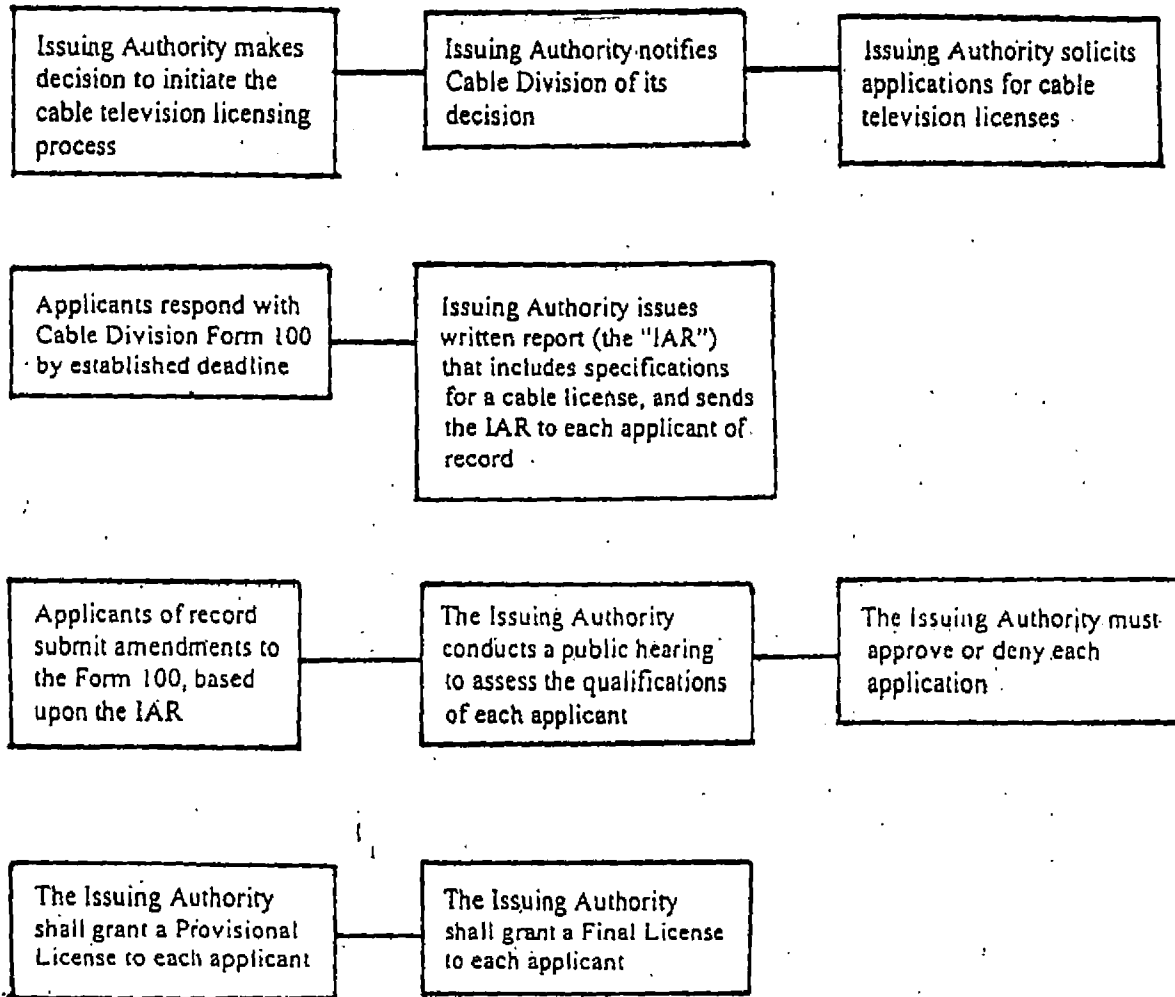 Issuing Authority makes
decision to initiate the
cable television licensing
process
Issuing Authority notifies
Cable Division of its
decision
Issuing Authority solicits
applications for cable
television licenses
Applicants respond with
Cable Division Form 100
by established deadline
Issuing Authority issues
written report (the "IAR")
that includes specifications
for a cable license, and sends
the IAR to each applicant of
record
Applicants of record
submit amendments to
the Form 100, based
upon the IAR
The Issuing Authority
conducts a public hearing
to assess the qualifications
of each applicant
The Issuing Authority must
approve or deny each
application
The Issuing Authority
shall grant a Provisional
License to each applicant
The Issuing Authority
shall grant a Final License
to each applicant